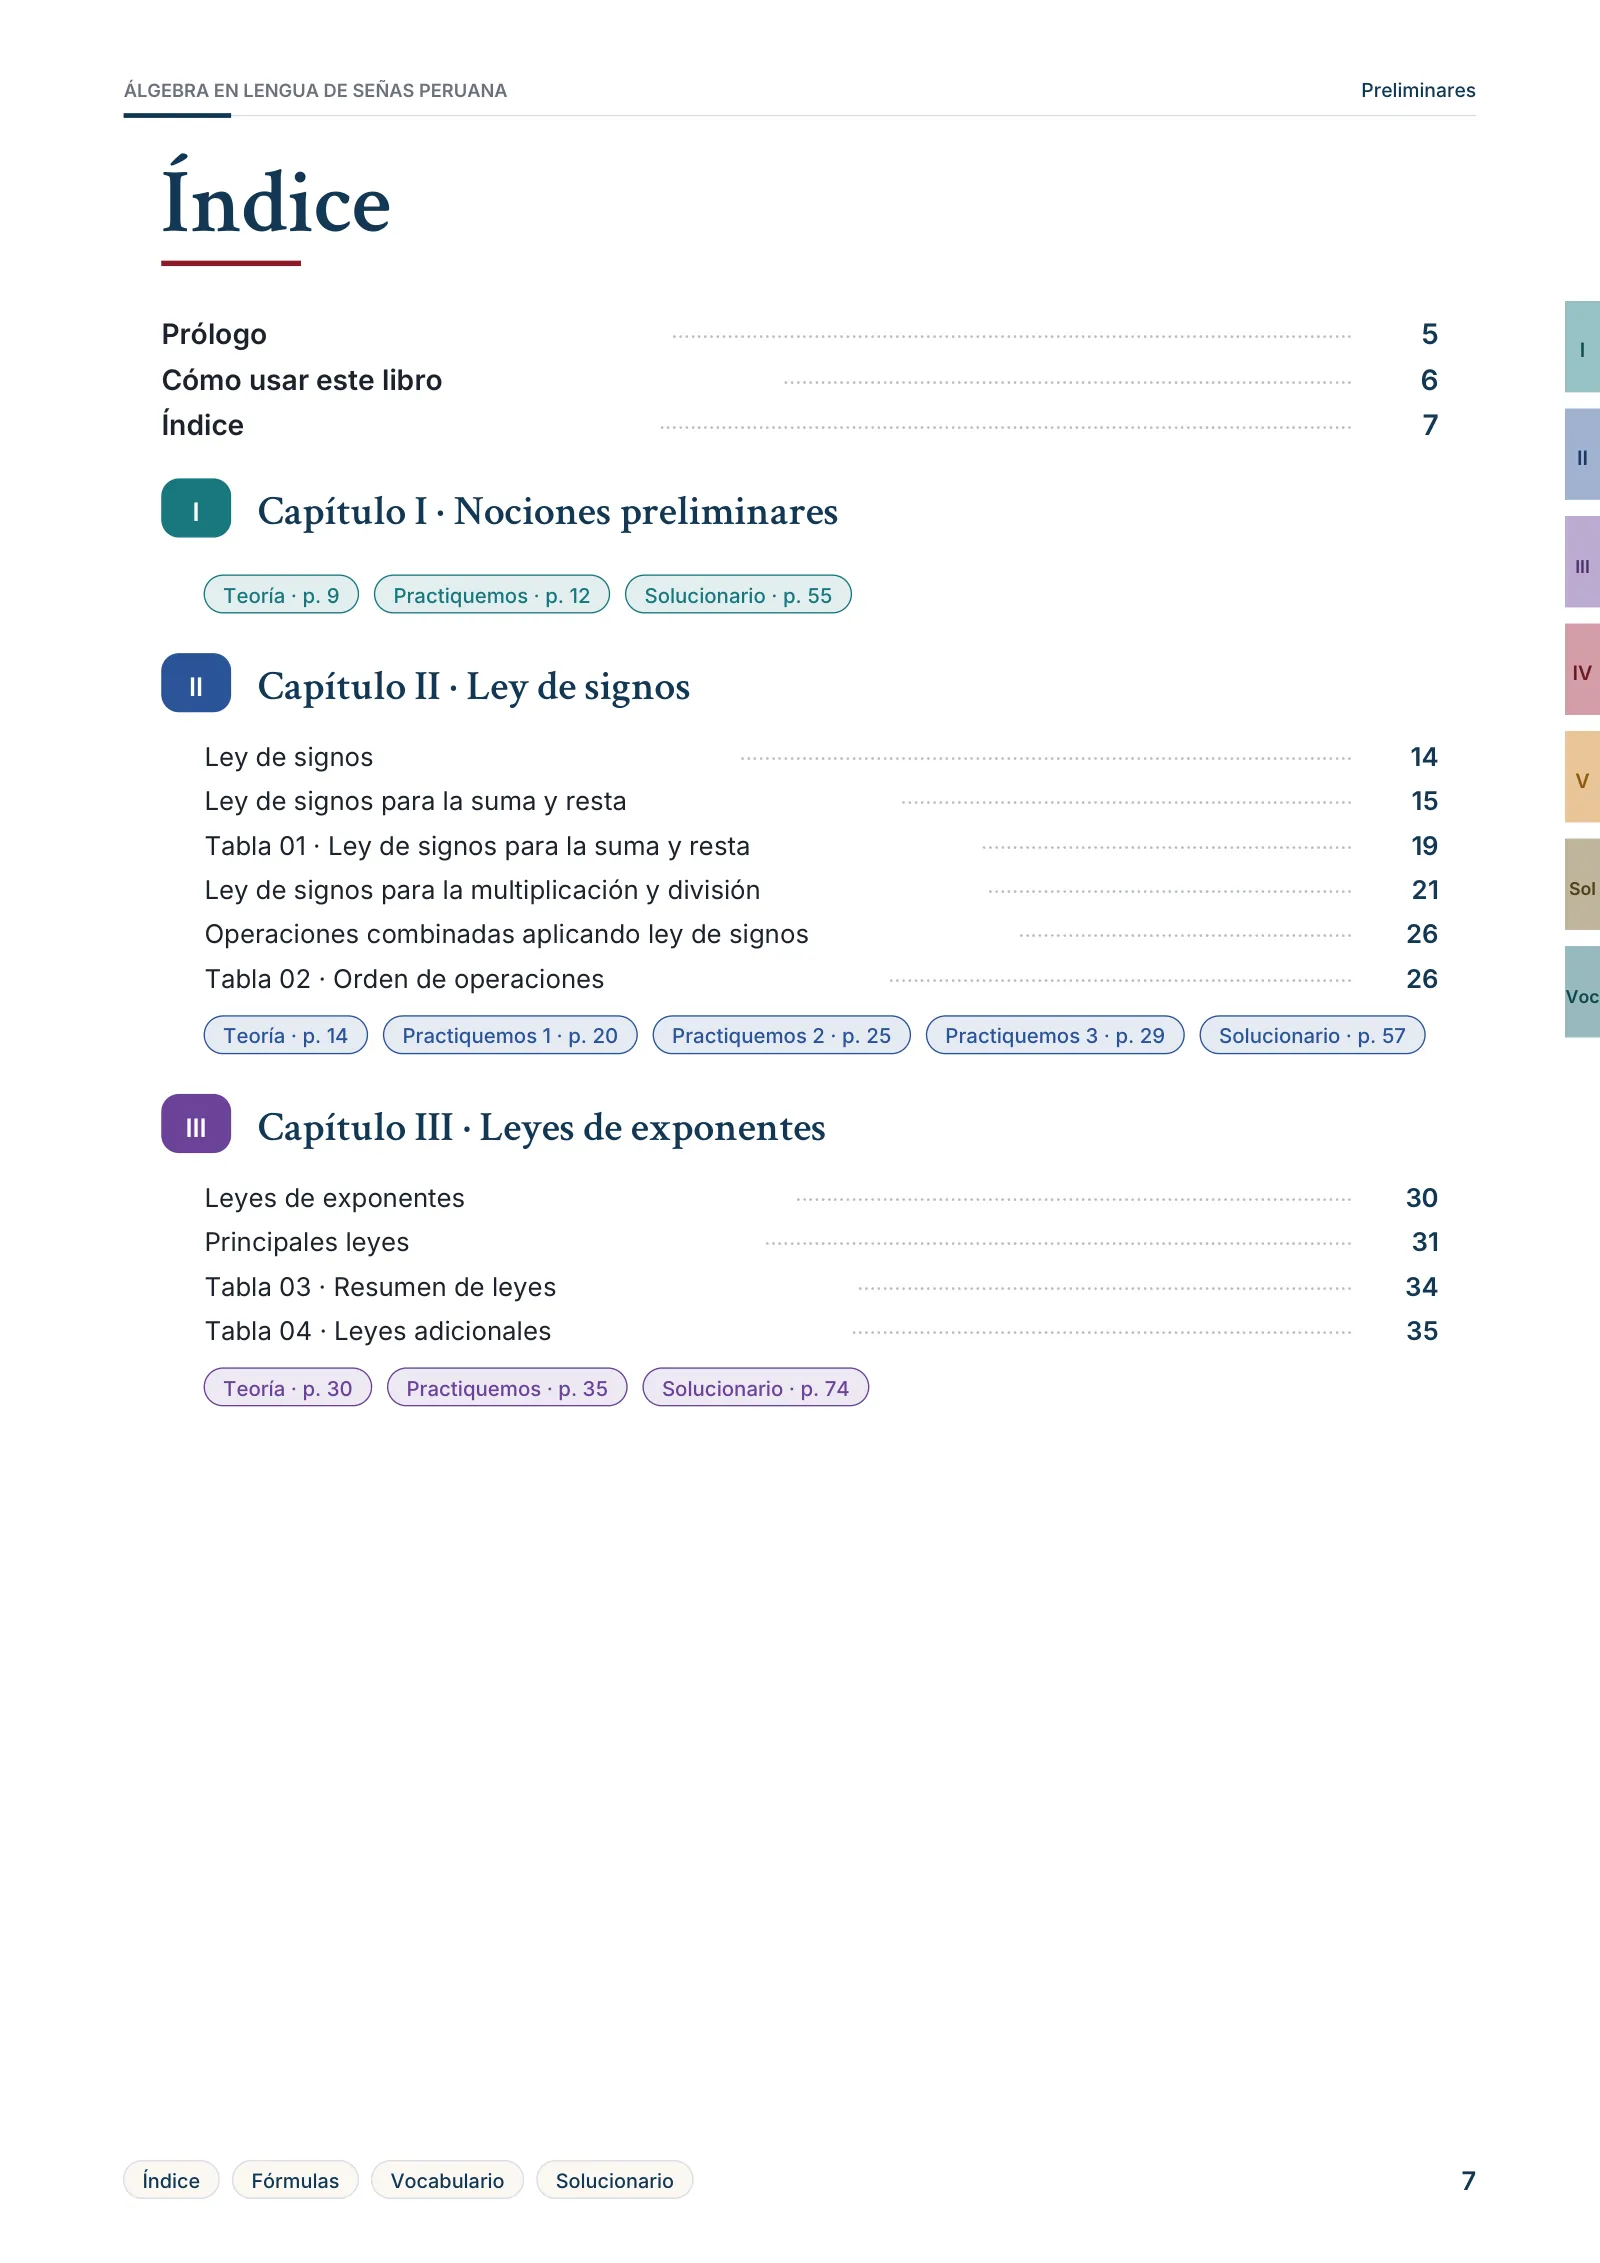 ÁLGEBRA EN LENGUA DE SEÑAS PERUANA Preliminares
Índice
Prólogo 5
Cómo usar este libro 6
Índice 7
I Capítulo I · Nociones preliminares
Teoría · p. 9 Practiquemos · p. 12 Solucionario · p. 55
II Capítulo II · Ley de signos
Ley de signos 14
Ley de signos para la suma y resta 15
Tabla 01 · Ley de signos para la suma y resta 19
Ley de signos para la multiplicación y división 21
Operaciones combinadas aplicando ley de signos 26
Tabla 02 · Orden de operaciones 26
Teoría · p. 14 Practiquemos 1 · p. 20 Practiquemos 2 · p. 25 Practiquemos 3 · p. 29 Solucionario · p. 57
III Capítulo III · Leyes de exponentes
Leyes de exponentes 30
Principales leyes 31
Tabla 03 · Resumen de leyes 34
Tabla 04 · Leyes adicionales 35
Teoría · p. 30 Practiquemos · p. 35 Solucionario · p. 74
I
II
III
IV
V
Sol
Voc
Índice Fórmulas Vocabulario Solucionario 7